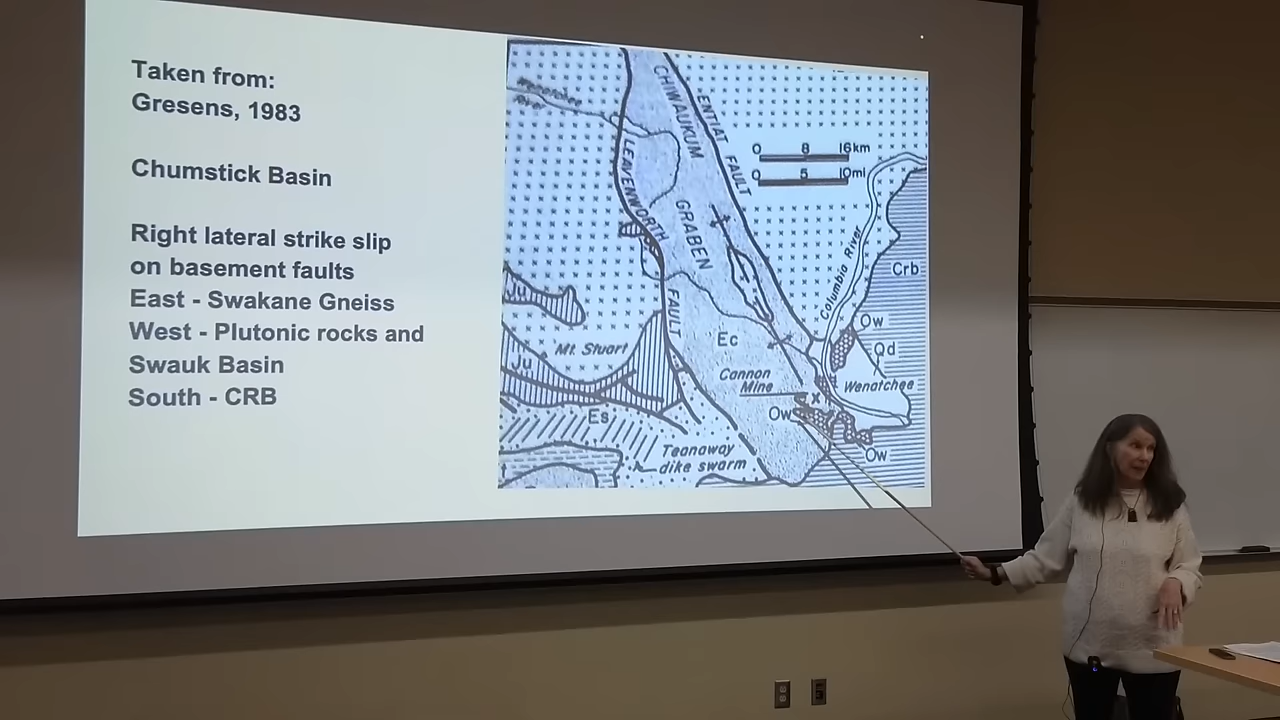 Taken from:
Gresens, 1983
Chumstick Basin
Right lateral strike slip
on basement faults
East - Swakane Gneiss
West - Plutonic rocks and
Swauk Basin
South - CRB
Wenatchee
River
CHIWAUKUM
GRABEN
ENTIAT FAULT
LEAVENWORTH
FAULT
0 8 16km
0 5 10mi
Columbia River
Crb
Ow
Qd
Wenatchee
Ju
Mt. Stuart
Ju
Ec
Cannon
Mine
x
Ow
Ow
Es
Teanaway
dike swarm